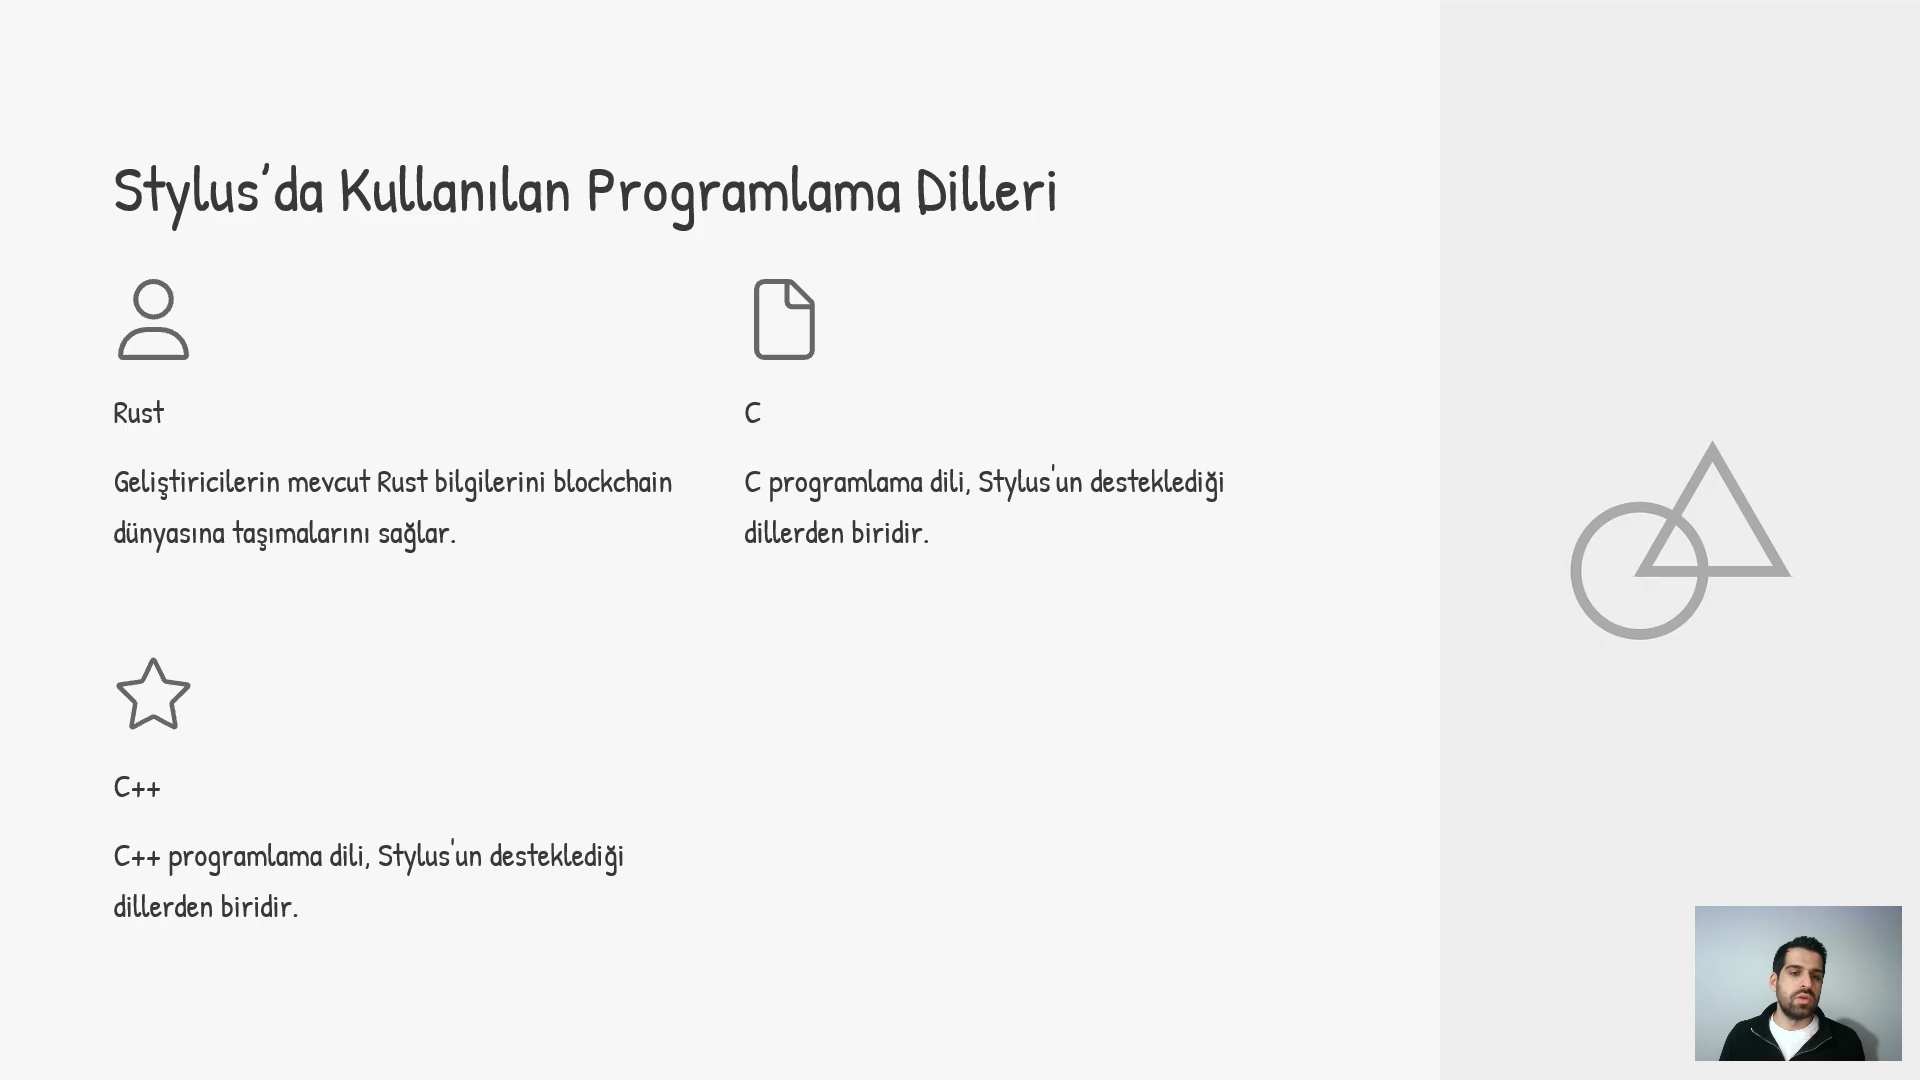 Stylus’da Kullanılan Programlama Dilleri
Rust
Geliştiricilerin mevcut Rust bilgilerini blockchain
dünyasına taşımalarını sağlar.
C
C programlama dili, Stylus'un desteklediği
dillerden biridir.
C++
C++ programlama dili, Stylus'un desteklediği
dillerden biridir.